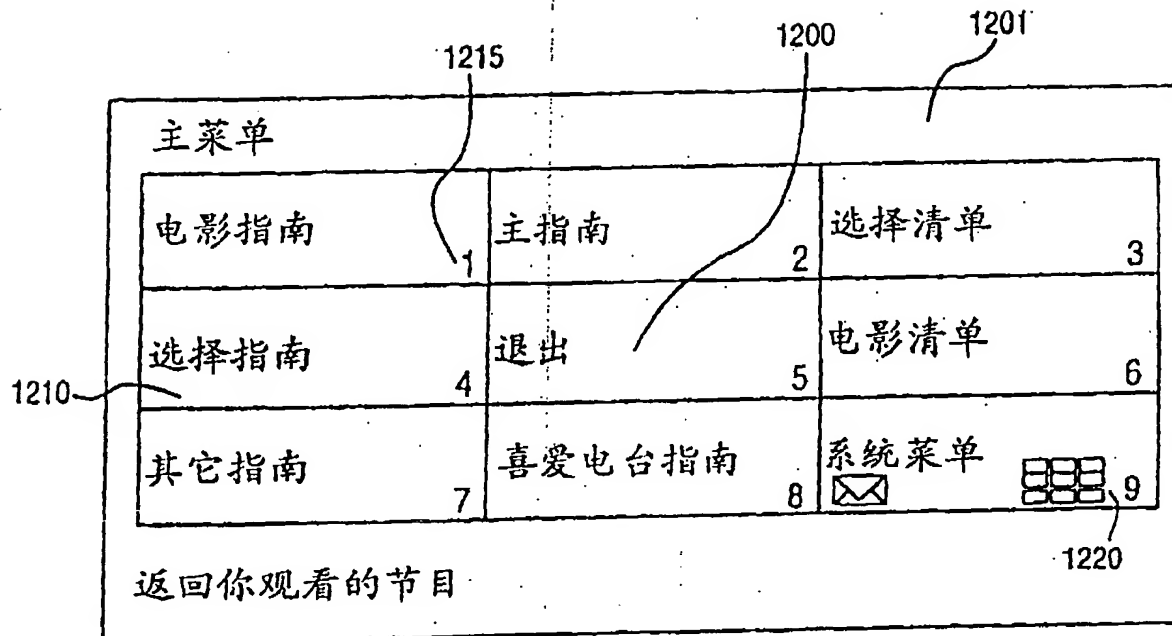 1215 1200 1201
主菜单
电影指南 1 主指南 2 选择清单 3
选择指南 4 退出 5 电影清单 6
1210
其它指南 7 喜爱电台指南 8 系统菜单 9
1220
返回你观看的节目